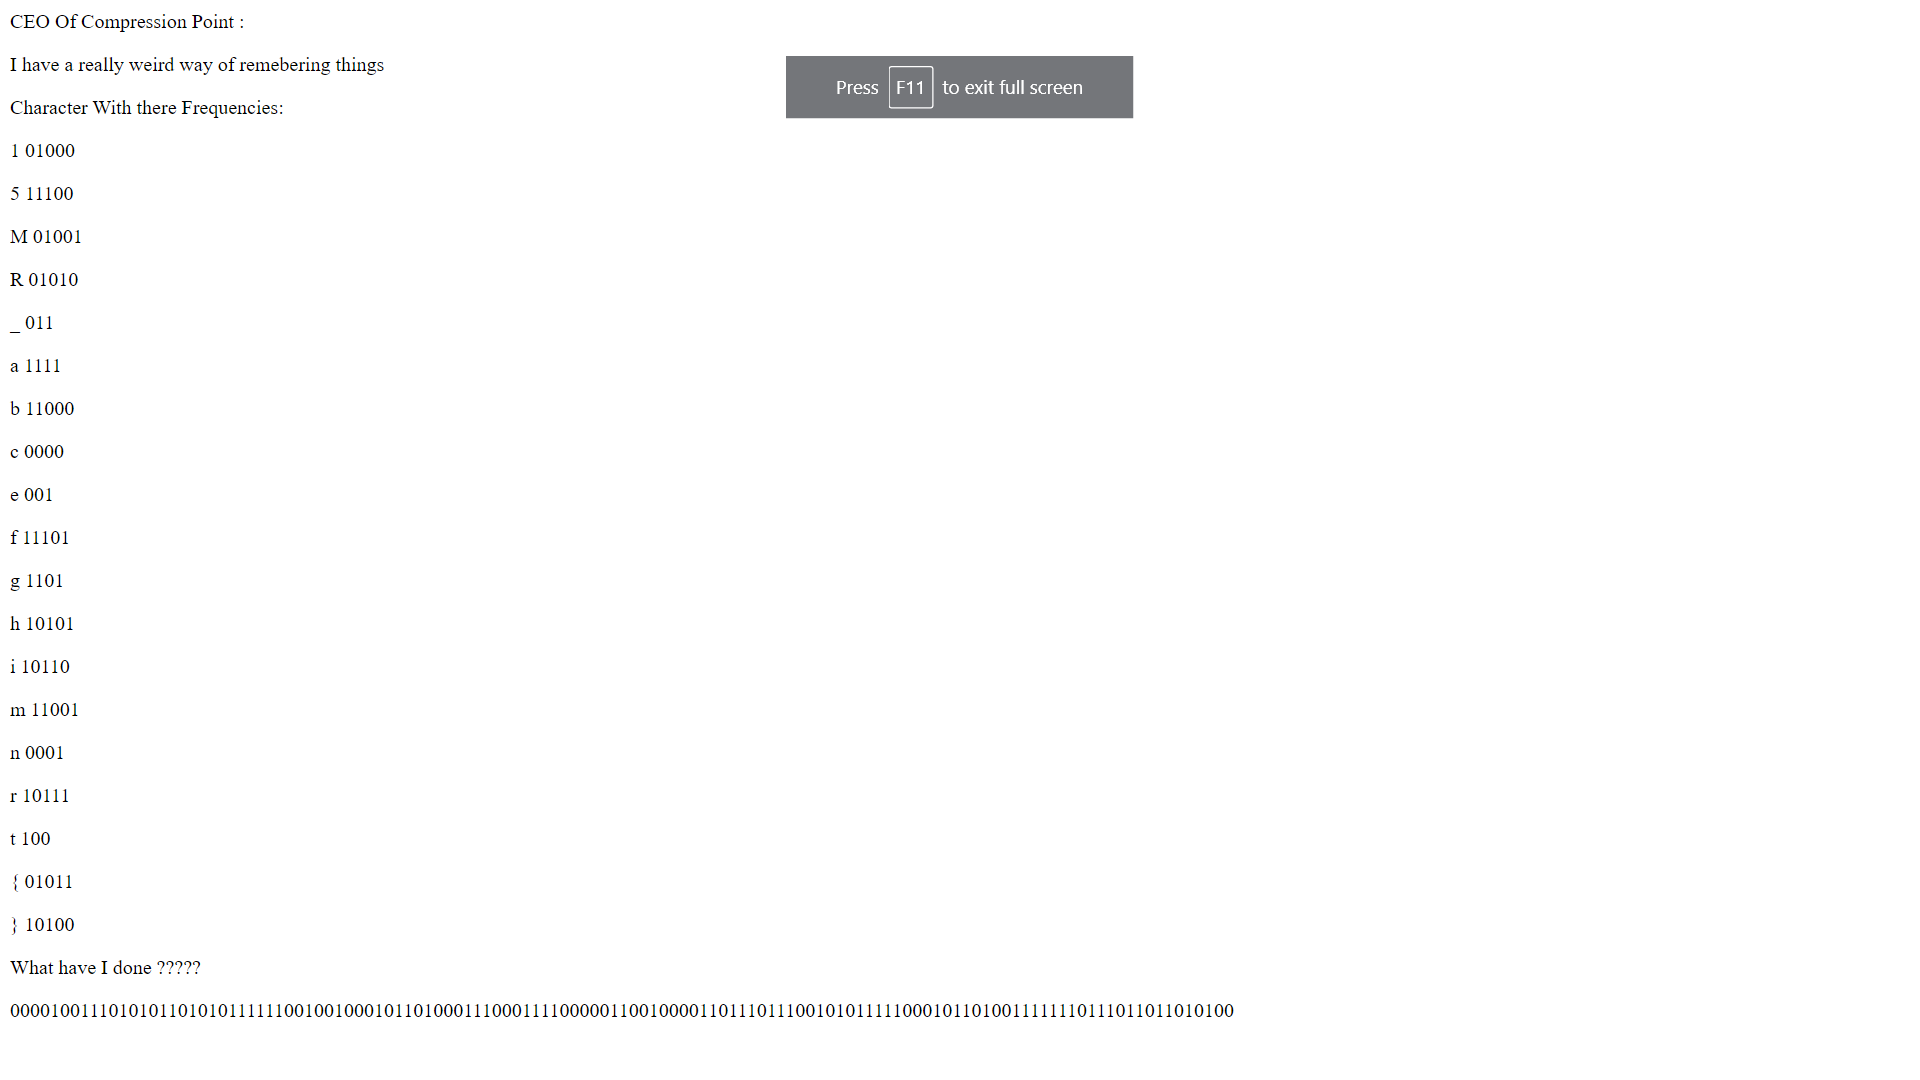 CEO Of Compression Point :
I have a really weird way of remebering things
Press F11 to exit full screen
Character With there Frequencies:
1 01000
5 11100
M 01001
R 01010
_ 011
a 1111
b 11000
c 0000
e 001
f 11101
g 1101
h 10101
i 10110
m 11001
n 0001
r 10111
t 100
{ 01011
} 10100
What have I done ?????
00001001110101011010101111110010010001011010001110001111000001100100001101110111001010111110001011010011111110111011011010100